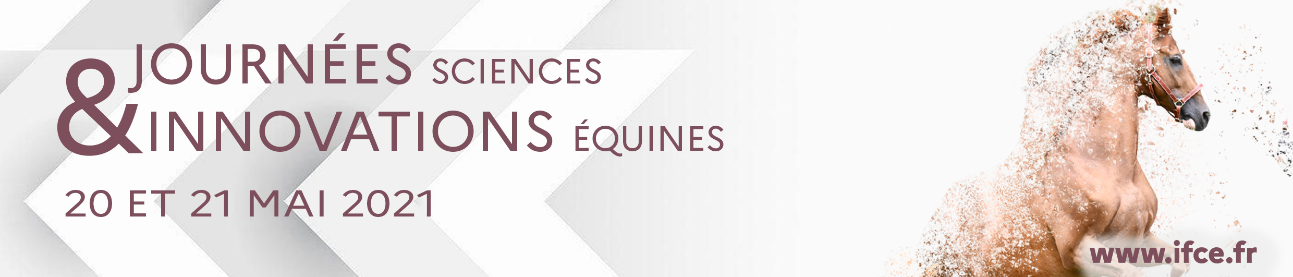 JOURNÉES SCIENCES
& INNOVATIONS ÉQUINES
20 ET 21 MAI 2021
www.ifce.fr